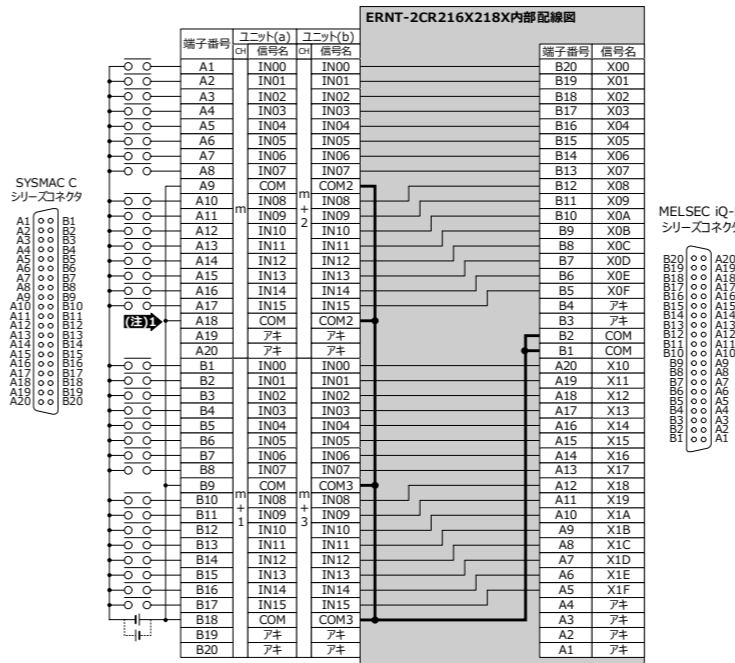 ERNT-2CR216X218X内部配線図
端子番号 ユニット(a) ユニット(b) 端子番号 信号名
CH 信号名 CH 信号名
A1 IN00 IN00 B20 X00
A2 IN01 IN01 B19 X01
A3 IN02 IN02 B18 X02
A4 IN03 IN03 B17 X03
A5 IN04 IN04 B16 X04
A6 IN05 IN05 B15 X05
A7 IN06 IN06 B14 X06
A8 IN07 IN07 B13 X07
A9 COM COM2 B12 X08
A10 IN08 IN08 B11 X09
A11 IN09 IN09 B10 X0A
A12 IN10 IN10 B9 X0B
A13 IN11 IN11 B8 X0C
A14 IN12 IN12 B7 X0D
A15 IN13 IN13 B6 X0E
A16 IN14 IN14 B5 X0F
A17 IN15 IN15 B4 アキ
A18 COM COM2 B3 アキ
A19 アキ アキ B2 COM
A20 アキ アキ B1 COM
B1 IN00 IN00 A20 X10
B2 IN01 IN01 A19 X11
B3 IN02 IN02 A18 X12
B4 IN03 IN03 A17 X13
B5 IN04 IN04 A16 X14
B6 IN05 IN05 A15 X15
B7 IN06 IN06 A14 X16
B8 IN07 IN07 A13 X17
B9 COM COM3 A12 X18
B10 IN08 IN08 A11 X19
B11 IN09 IN09 A10 X1A
B12 IN10 IN10 A9 X1B
B13 IN11 IN11 A8 X1C
B14 IN12 IN12 A7 X1D
B15 IN13 IN13 A6 X1E
B16 IN14 IN14 A5 X1F
B17 IN15 IN15 A4 アキ
B18 COM COM3 A3 アキ
B19 アキ アキ A2 アキ
B20 アキ アキ A1 アキ
m
m+2
m+1
m+3
(注)1
SYSMAC C
シリーズコネクタ
A1 B1
A2 B2
A3 B3
A4 B4
A5 B5
A6 B6
A7 B7
A8 B8
A9 B9
A10 B10
A11 B11
A12 B12
A13 B13
A14 B14
A15 B15
A16 B16
A17 B17
A18 B18
A19 B19
A20 B20
MELSEC iQ-
シリーズコネクタ
B20 A20
B19 A19
B18 A18
B17 A17
B16 A16
B15 A15
B14 A14
B13 A13
B12 A12
B11 A11
B10 A10
B9 A9
B8 A8
B7 A7
B6 A6
B5 A5
B4 A4
B3 A3
B2 A2
B1 A1